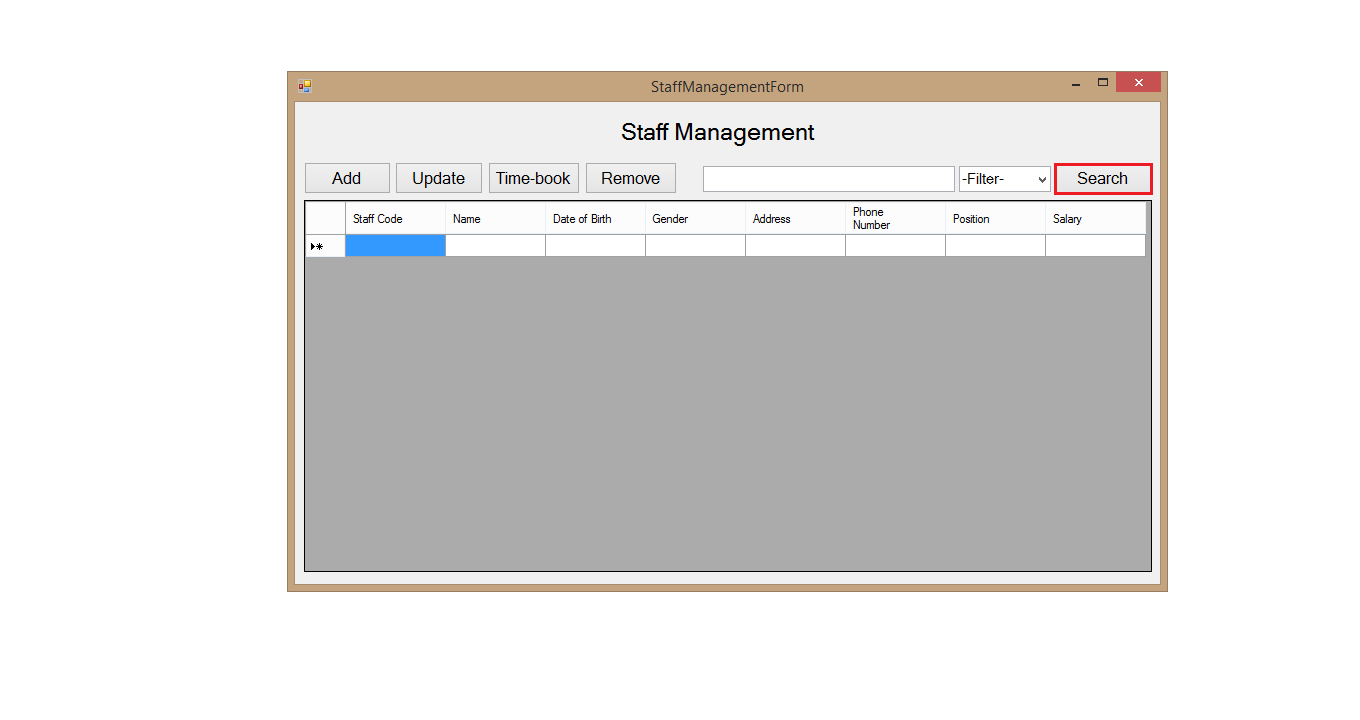 StaffManagementForm
Staff Management
Add Update Time-book Remove -Filter- Search
Staff Code Name Date of Birth Gender Address Phone Number Position Salary